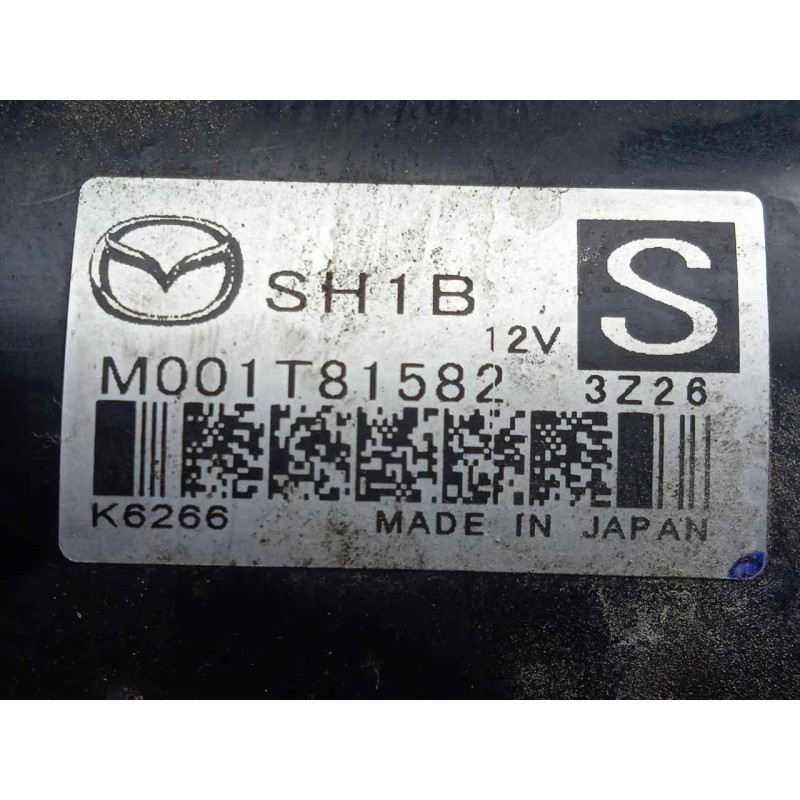 SH1B
12V
S
M001T81582
3Z26
K6266
MADE IN JAPAN